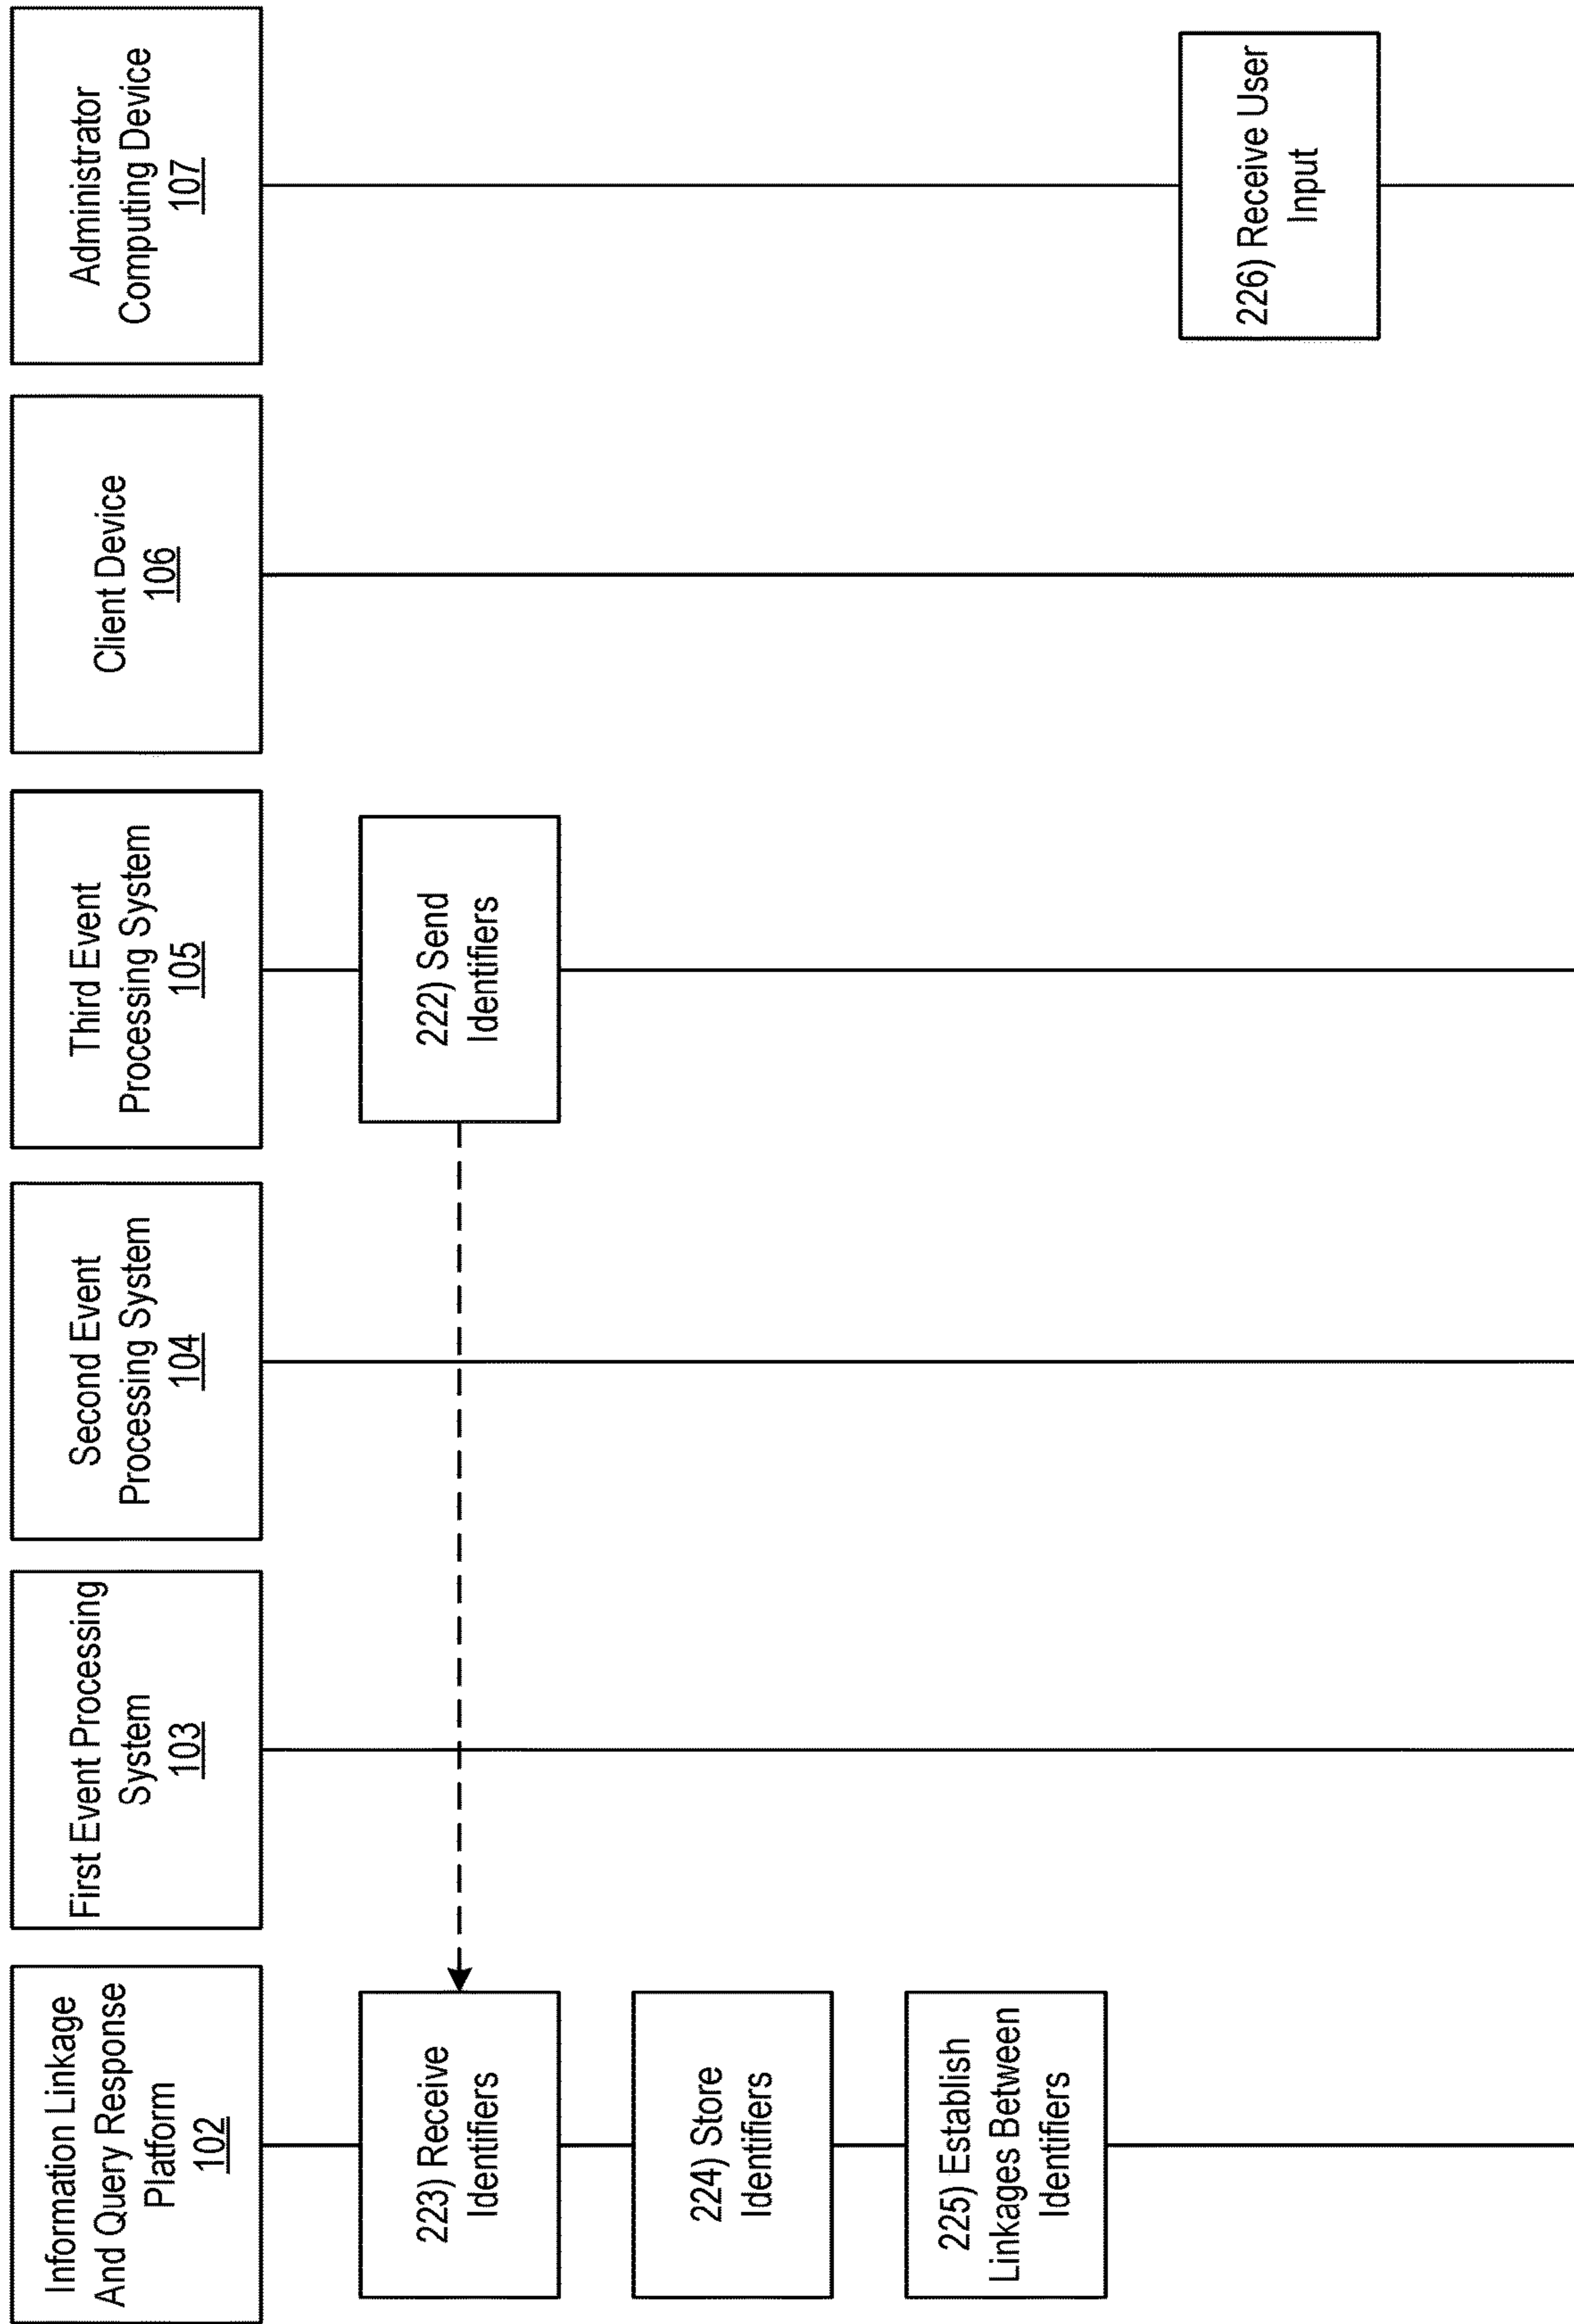 Information Linkage
And Query Response
Platform
102
First Event Processing
System
103
Second Event
Processing System
104
Third Event
Processing System
105
Client Device
106
Administrator
Computing Device
107
222) Send
Identifiers
223) Receive
Identifiers
224) Store
Identifiers
225) Establish
Linkages Between
Identifiers
226) Receive User
Input